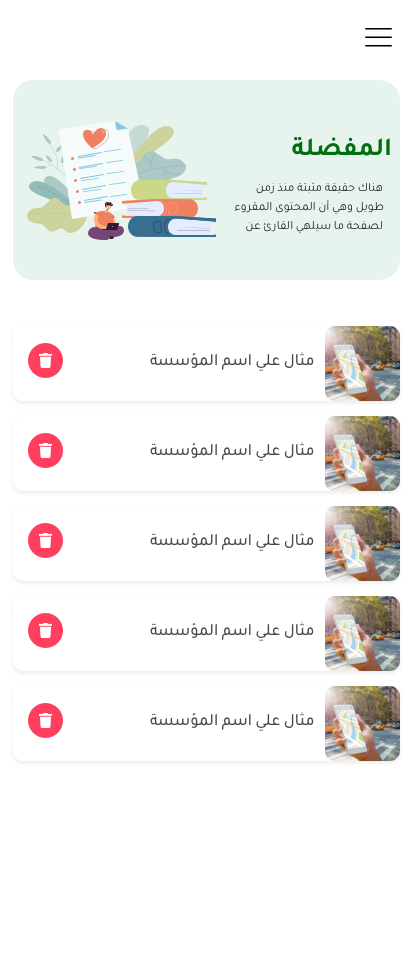 المفضلة
هناك حقيقة مثبتة منذ زمن
طويل وهي أن المحتوى المقروء
لصفحة ما سيلهي القارئ عن
مثال علي اسم المؤسسة
مثال علي اسم المؤسسة
مثال علي اسم المؤسسة
مثال علي اسم المؤسسة
مثال علي اسم المؤسسة